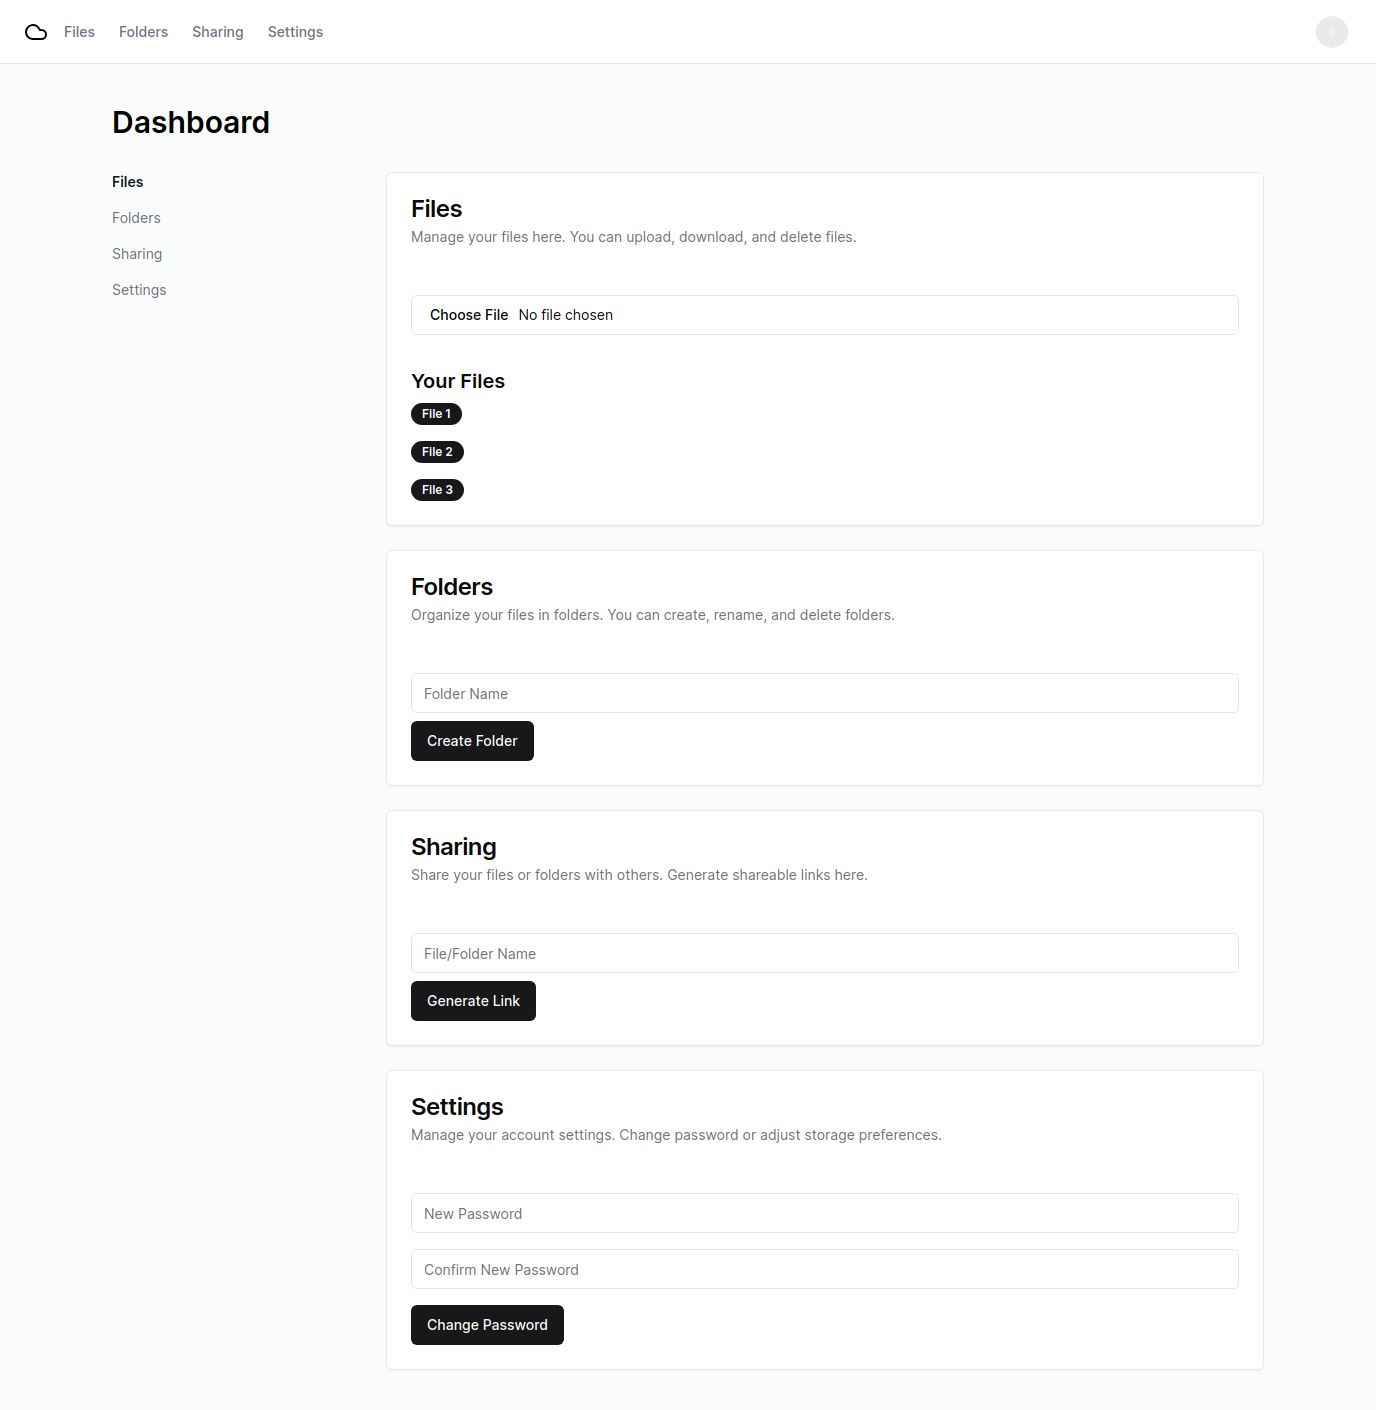 Files Folders Sharing Settings
Dashboard
Files
Folders
Sharing
Settings
Files
Manage your files here. You can upload, download, and delete files.
Choose File No file chosen
Your Files
File 1
File 2
File 3
Folders
Organize your files in folders. You can create, rename, and delete folders.
Folder Name
Create Folder
Sharing
Share your files or folders with others. Generate shareable links here.
File/Folder Name
Generate Link
Settings
Manage your account settings. Change password or adjust storage preferences.
New Password
Confirm New Password
Change Password